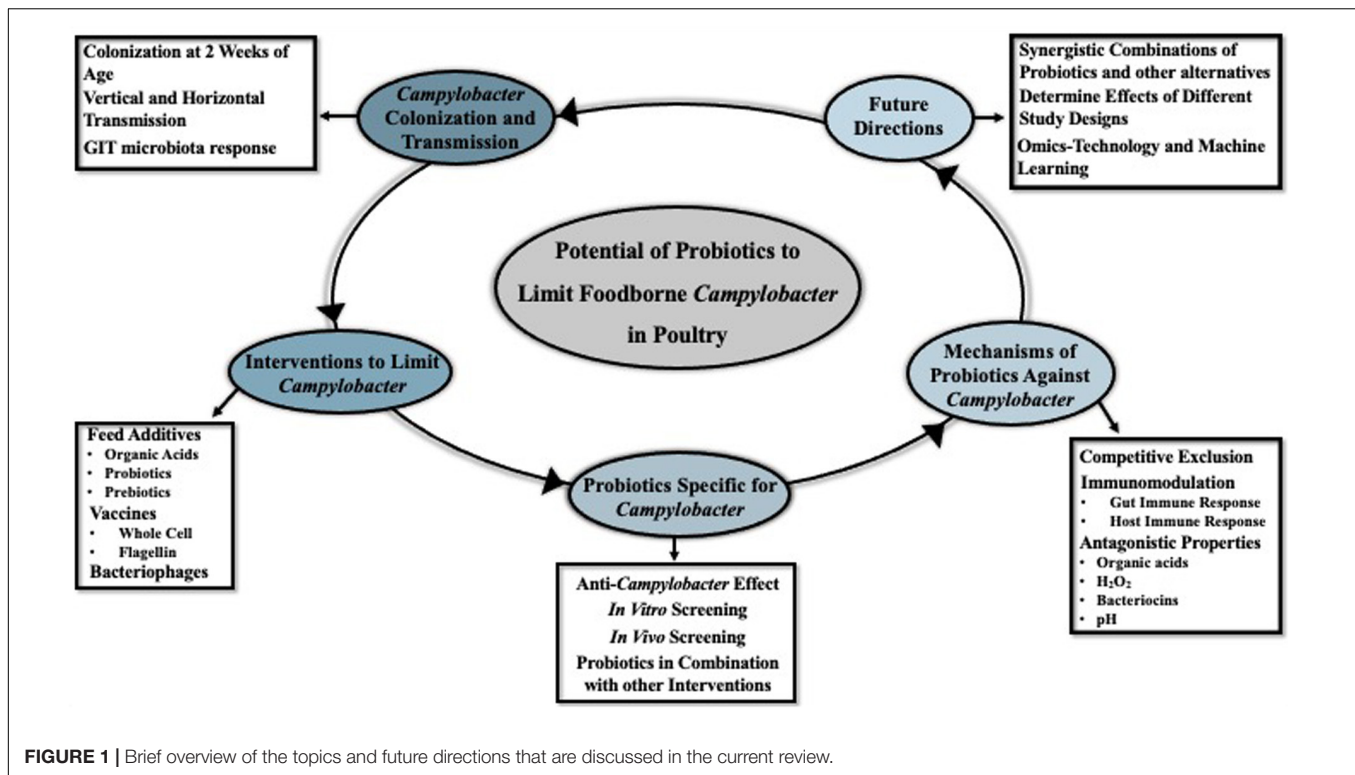 Colonization at 2 Weeks of
Age
Vertical and Horizontal
Transmission
GIT microbiota response
Campylobacter
Colonization and
Transmission
Future
Directions
Synergistic Combinations of
Probiotics and other alternatives
Determine Effects of Different
Study Designs
Omics-Technology and Machine
Learning
Potential of Probiotics to
Limit Foodborne Campylobacter
in Poultry
Interventions to Limit
Campylobacter
Mechanisms of
Probiotics Against
Campylobacter
Feed Additives
• Organic Acids
• Probiotics
• Prebiotics
Vaccines
• Whole Cell
• Flagellin
Bacteriophages
Probiotics Specific for
Campylobacter
Anti-Campylobacter Effect
In Vitro Screening
In Vivo Screening
Probiotics in Combination
with other Interventions
Competitive Exclusion
Immunomodulation
• Gut Immune Response
• Host Immune Response
Antagonistic Properties
• Organic acids
• H₂O₂
• Bacteriocins
• pH
FIGURE 1 | Brief overview of the topics and future directions that are discussed in the current review.